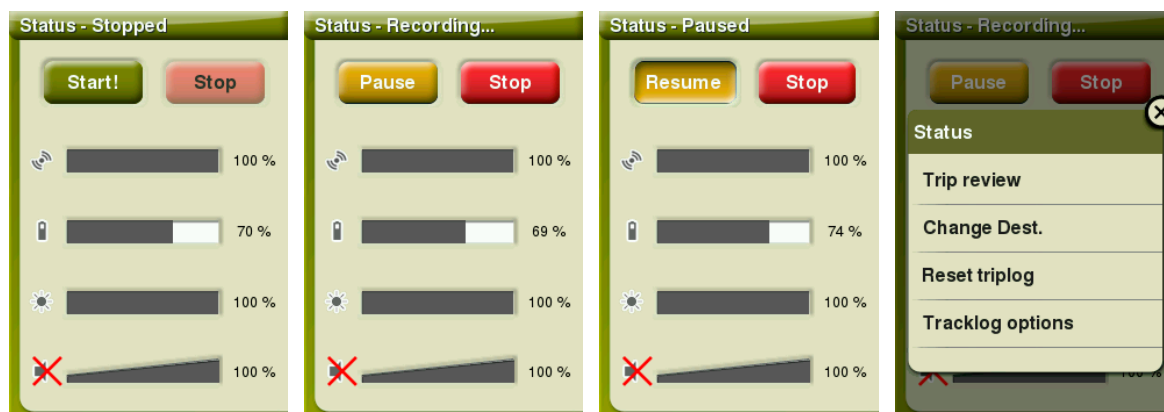 Status - Stopped
Start! Stop
100 %
70 %
100 %
100 %
Status - Recording...
Pause Stop
100 %
69 %
100 %
100 %
Status - Paused
Resume Stop
100 %
74 %
100 %
100 %
Status - Recording...
Pause Stop
Status
Trip review
Change Dest.
Reset triplog
Tracklog options
100 %